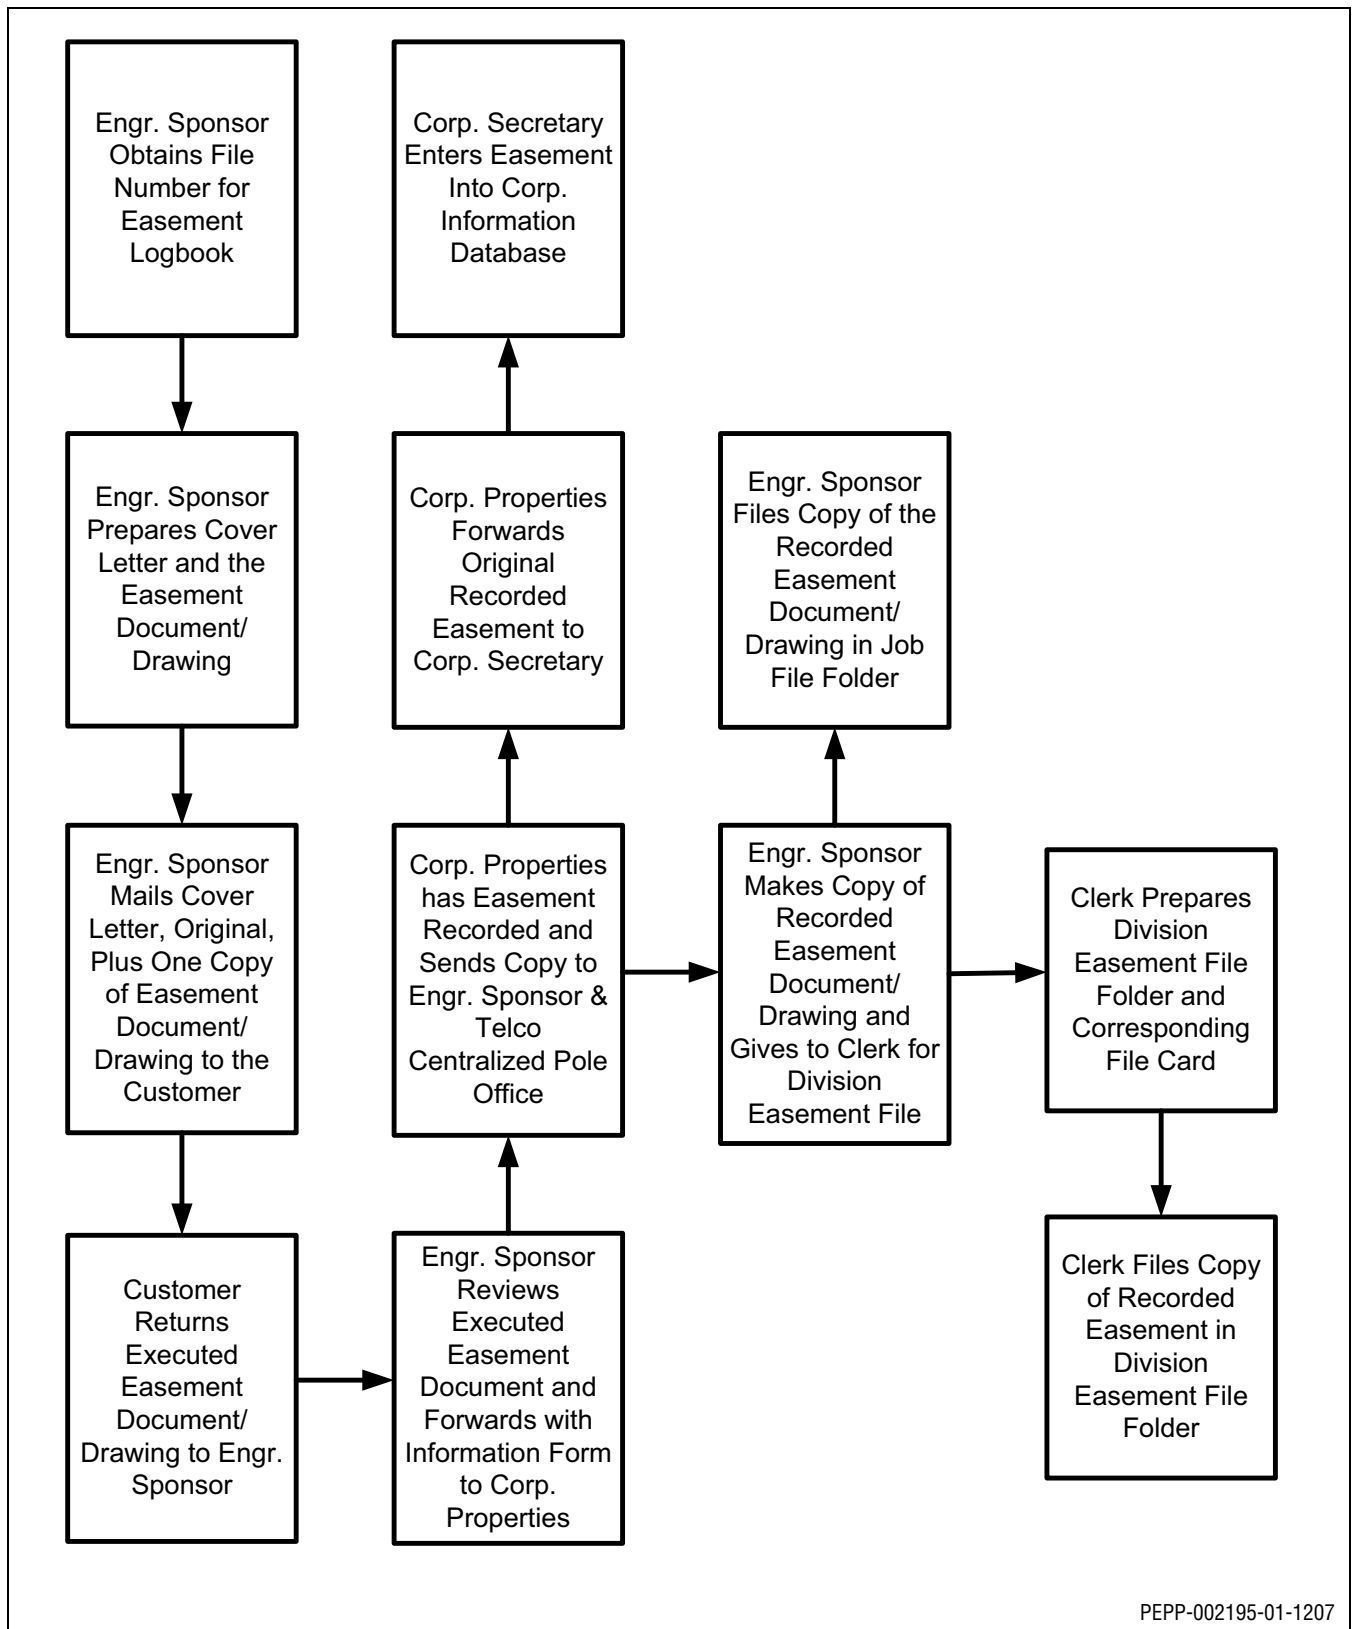 Engr. Sponsor
Obtains File
Number for
Easement
Logbook
Engr. Sponsor
Prepares Cover
Letter and the
Easement
Document/
Drawing
Engr. Sponsor
Mails Cover
Letter, Original,
Plus One Copy
of Easement
Document/
Drawing to the
Customer
Customer
Returns
Executed
Easement
Document/
Drawing to Engr.
Sponsor
Engr. Sponsor
Reviews
Executed
Easement
Document and
Forwards with
Information Form
to Corp.
Properties
Corp. Properties
has Easement
Recorded and
Sends Copy to
Engr. Sponsor &
Telco
Centralized Pole
Office
Corp. Properties
Forwards
Original
Recorded
Easement to
Corp. Secretary
Corp. Secretary
Enters Easement
Into Corp.
Information
Database
Engr. Sponsor
Makes Copy of
Recorded
Easement
Document/
Drawing and
Gives to Clerk for
Division
Easement File
Engr. Sponsor
Files Copy of the
Recorded
Easement
Document/
Drawing in Job
File Folder
Clerk Prepares
Division
Easement File
Folder and
Corresponding
File Card
Clerk Files Copy
of Recorded
Easement in
Division
Easement File
Folder
PEPP-002195-01-1207